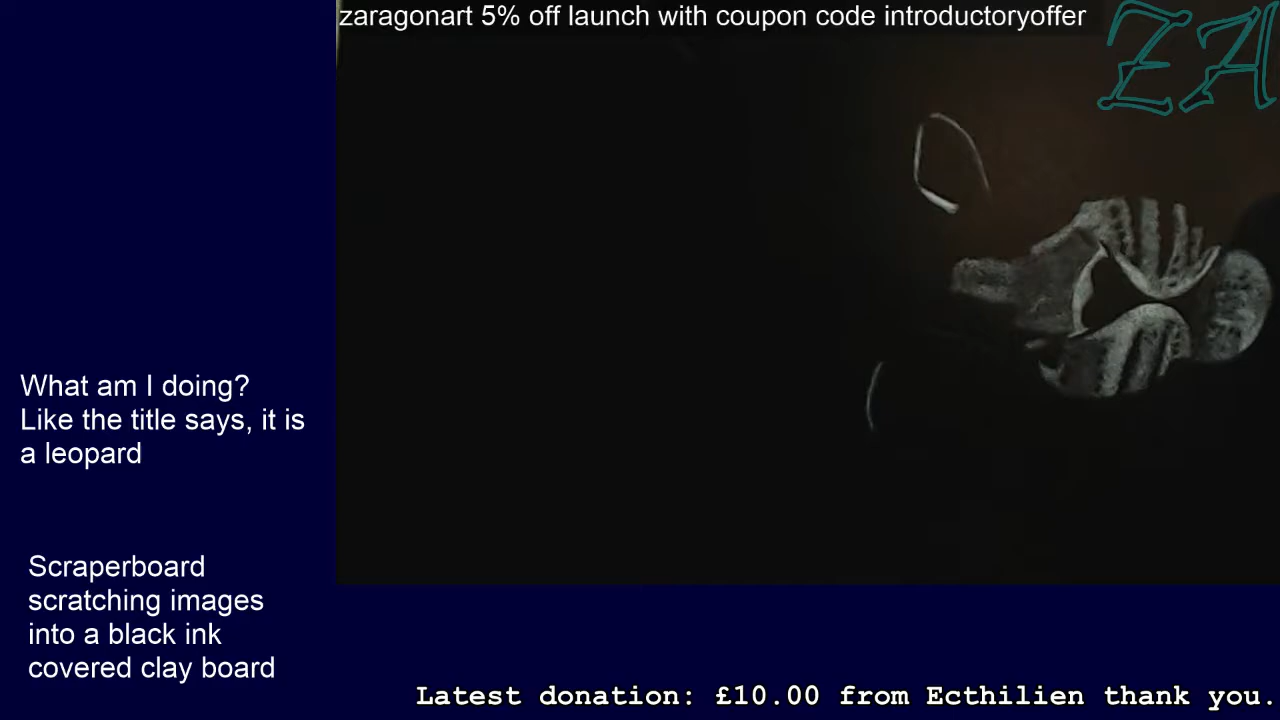 zaragonart 5% off launch with coupon code introductoryoffer
ZA
What am I doing?
Like the title says, it is
a leopard
Scraperboard
scratching images
into a black ink
covered clay board
Latest donation: £10.00 from Ecthilien thank you.